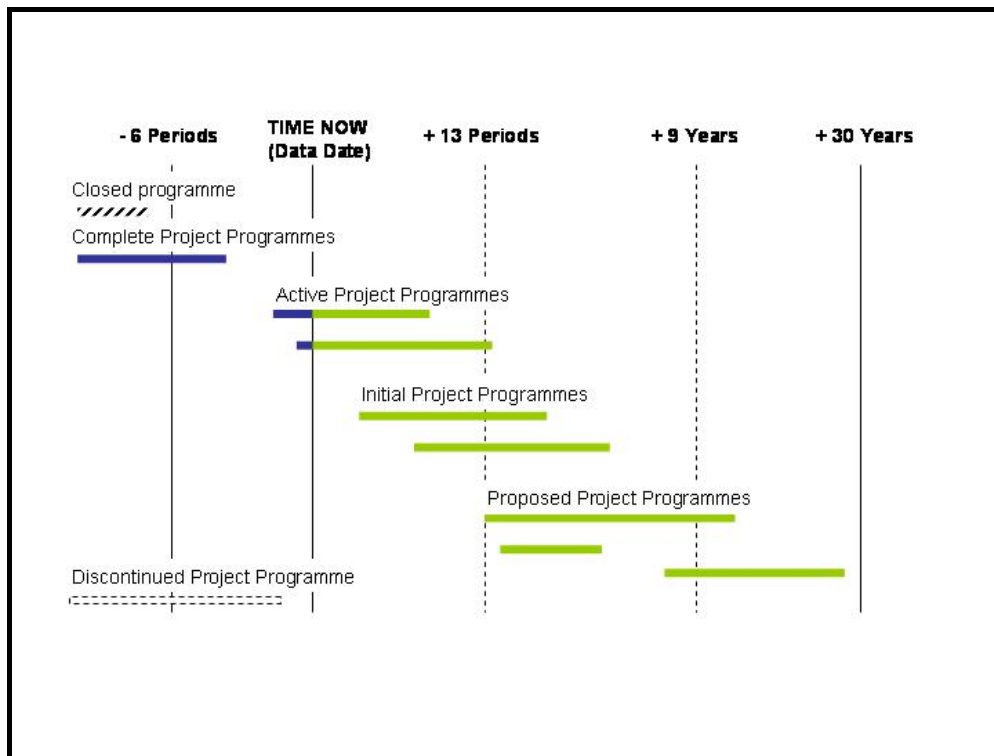 - 6 Periods
TIME NOW
(Data Date)
+ 13 Periods
+ 9 Years
+ 30 Years
Closed programme
Complete Project Programmes
Active Project Programmes
Initial Project Programmes
Proposed Project Programmes
Discontinued Project Programme